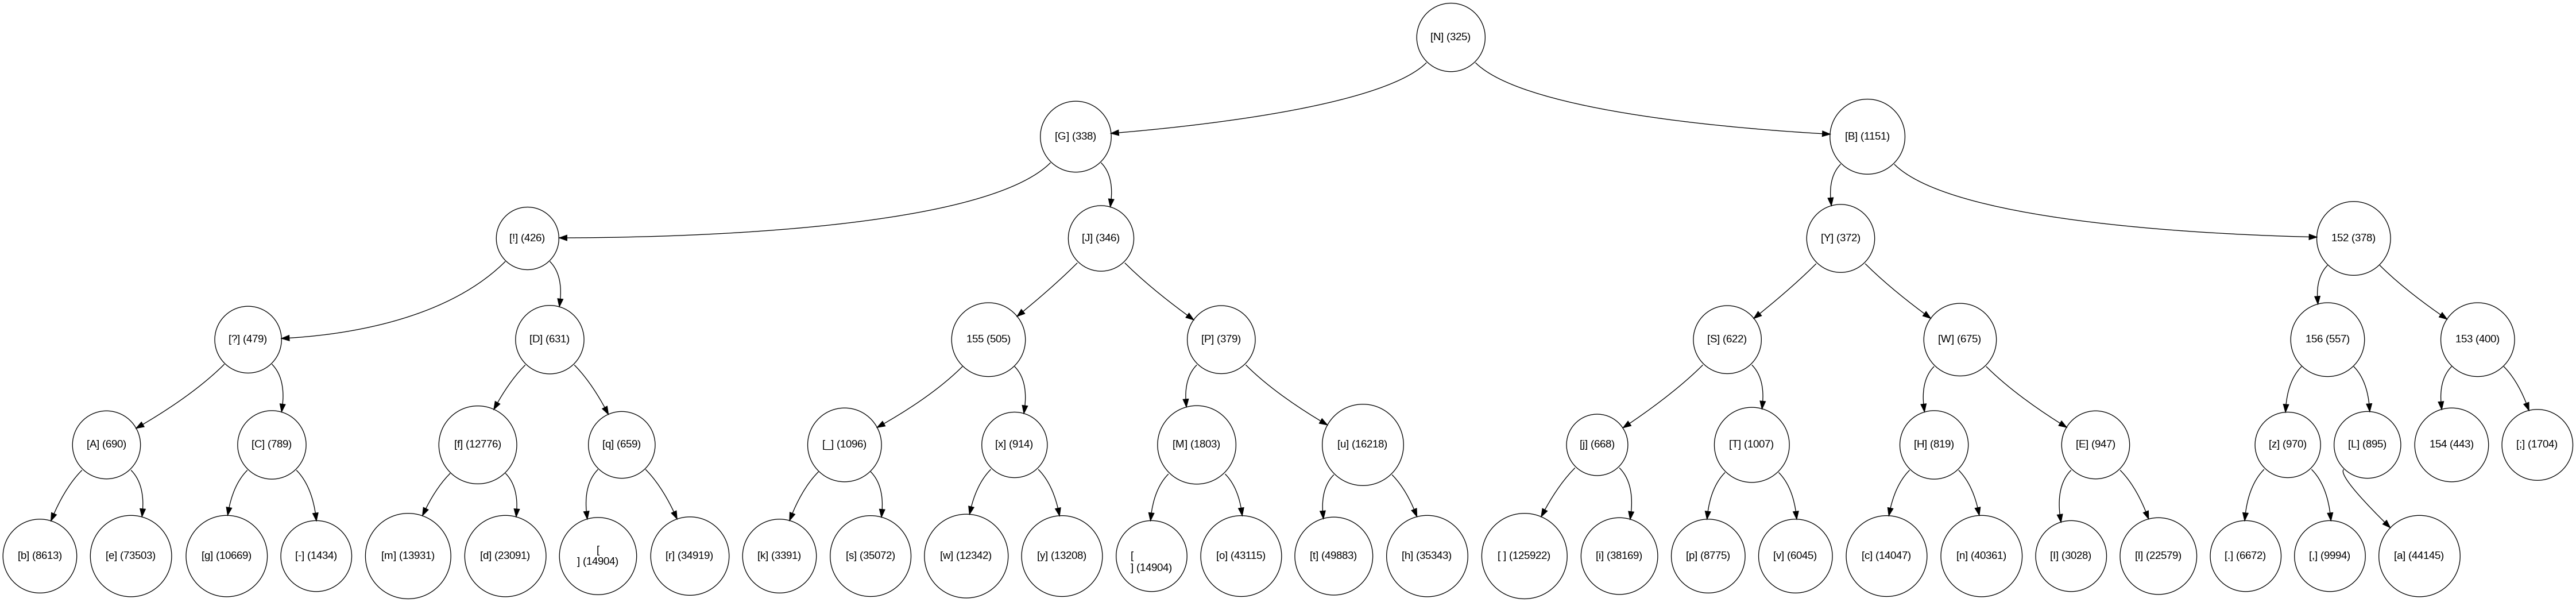 [N] (325)
[G] (338)
[B] (1151)
[!] (426)
[J] (346)
[Y] (372)
152 (378)
[?] (479)
[D] (631)
155 (505)
[P] (379)
[S] (622)
[W] (675)
156 (557)
153 (400)
[A] (690)
[C] (789)
[f] (12776)
[q] (659)
[_] (1096)
[x] (914)
[M] (1803)
[u] (16218)
[j] (668)
[T] (1007)
[H] (819)
[E] (947)
[z] (970)
[L] (895)
154 (443)
[;] (1704)
[b] (8613)
[e] (73503)
[g] (10669)
[-] (1434)
[m] (13931)
[d] (23091)
[
] (14904)
[r] (34919)
[k] (3391)
[s] (35072)
[w] (12342)
[y] (13208)
[
] (14904)
[o] (43115)
[t] (49883)
[h] (35343)
[ ] (125922)
[i] (38169)
[p] (8775)
[v] (6045)
[c] (14047)
[n] (40361)
[I] (3028)
[l] (22579)
[.] (6672)
[,] (9994)
[a] (44145)